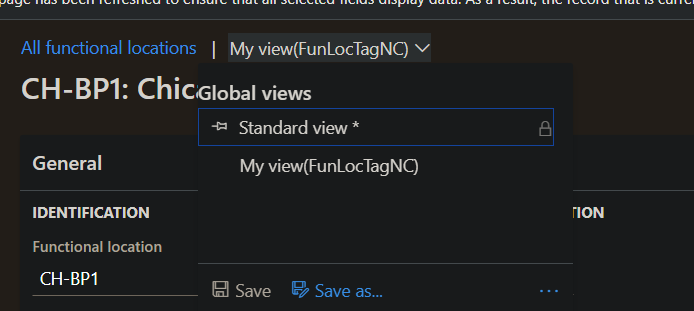 page has been refreshed to ensure that all selected fields display data. As a result, the record that is curre
All functional locations | My view(FunLocTagNC)
CH-BP1: Chica
Global views
Standard view *
My view(FunLocTagNC)
General
IDENTIFICATION
TION
Functional location
CH-BP1
Save
Save as...
...